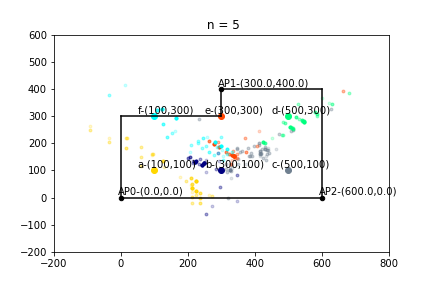 n = 5
600
500
400
300
200
100
0
−100
−200
AP1-(300.0,400.0)
f-(100,300)
e-(300,300)
d-(500,300)
a-(100,100)
b-(300,100)
c-(500,100)
AP0-(0.0,0.0)
AP2-(600.0,0.0)
−200
0
200
400
600
800